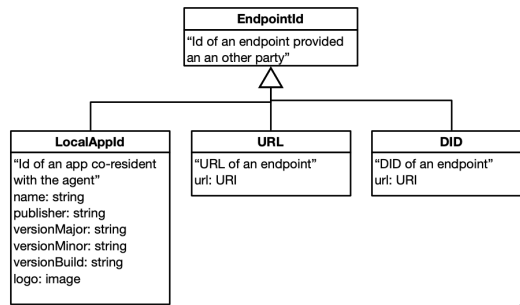 EndpointId
“Id of an endpoint provided
an an other party”
LocalAppId
“Id of an app co-resident
with the agent”
name: string
publisher: string
versionMajor: string
versionMinor: string
versionBuild: string
logo: image
URL
“URL of an endpoint”
url: URI
DID
“DID of an endpoint”
url: URI